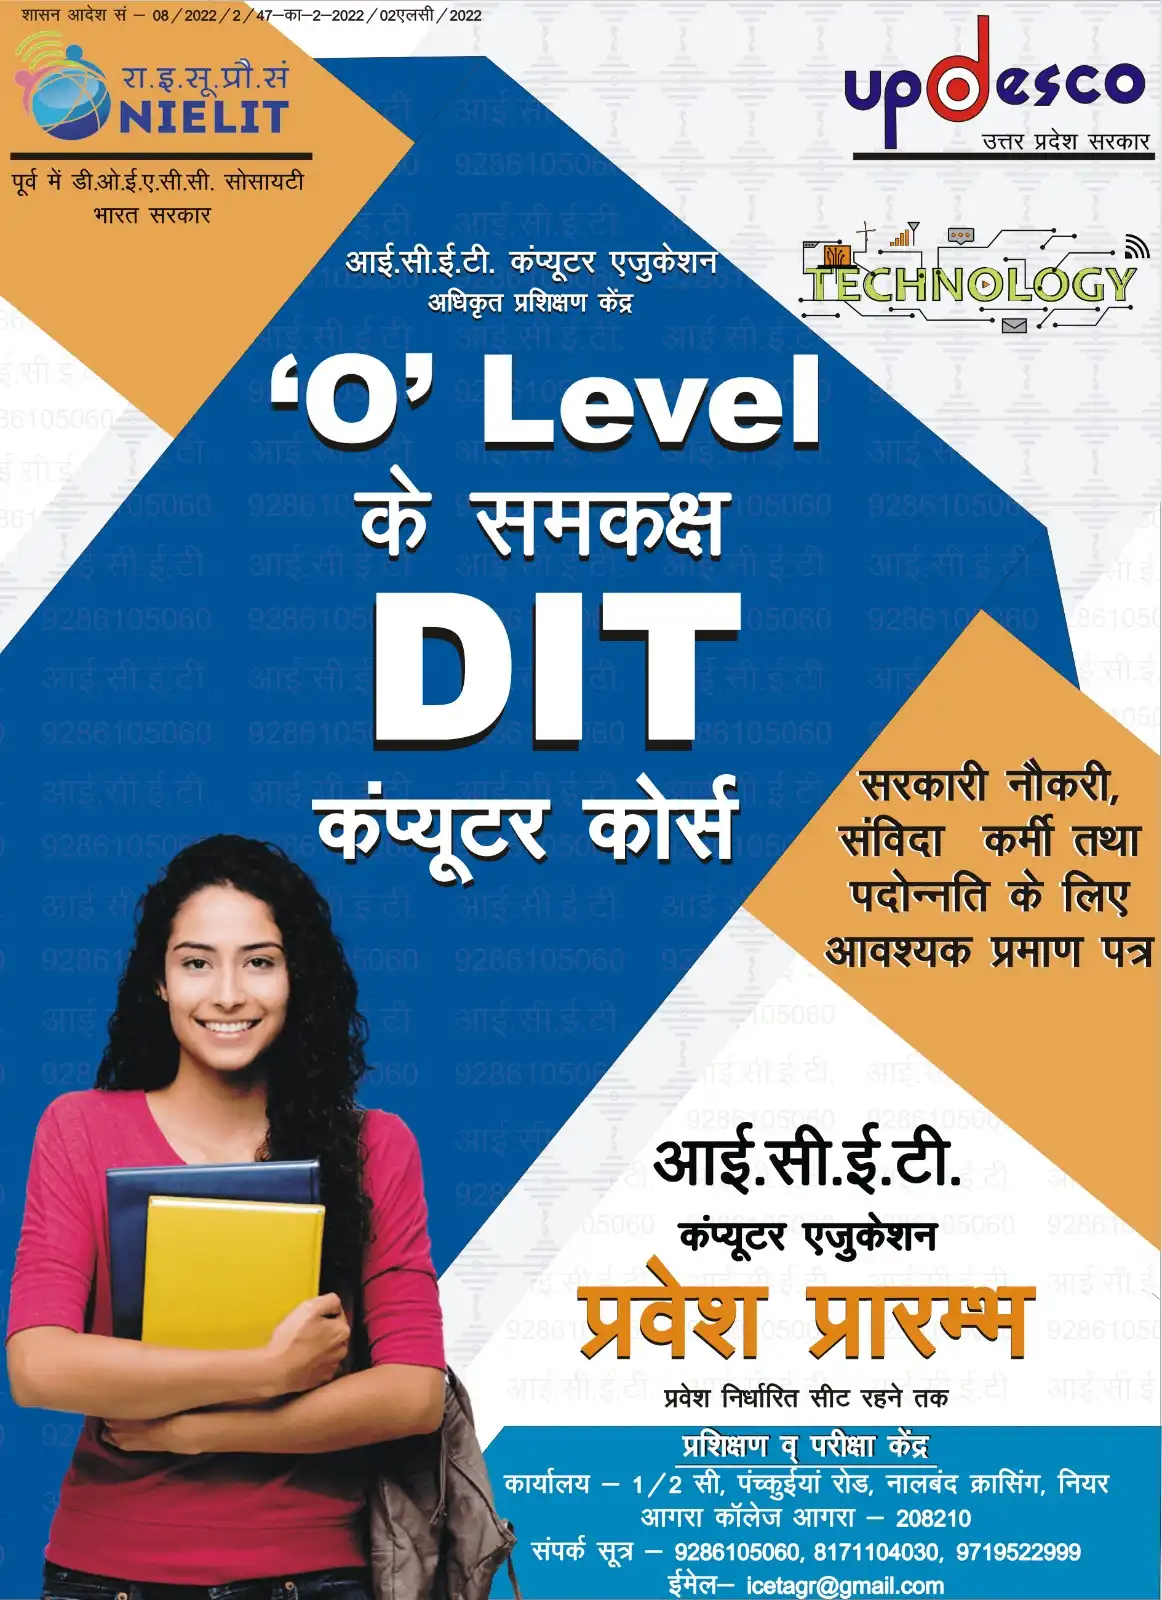 शासन आदेश सं – 08/2022/2/47–का–2–2022/02एलसी/2022
रा.इ.सू.प्रौ.सं
NIELIT
पूर्व में डी.ओ.ई.ए.सी.सी. सोसायटी
भारत सरकार
updesco
उत्तर प्रदेश सरकार
TECHNOLOGY
आई.सी.ई.टी. कंप्यूटर एजुकेशन
अधिकृत प्रशिक्षण केंद्र
‘O’ Level
के समकक्ष
DIT
कंप्यूटर कोर्स
सरकारी नौकरी,
संविदा कर्मी तथा
पदोन्नति के लिए
आवश्यक प्रमाण पत्र
आई.सी.ई.टी.
कंप्यूटर एजुकेशन
प्रवेश प्रारम्भ
प्रवेश निर्धारित सीट रहने तक
प्रशिक्षण व् परीक्षा केंद्र
कार्यालय – 1/2 सी, पंच्कुईयां रोड, नालबंद क्रासिंग, नियर
आगरा कॉलेज आगरा – 208210
संपर्क सूत्र – 9286105060, 8171104030, 9719522999
ईमेल– icetagr@gmail.com